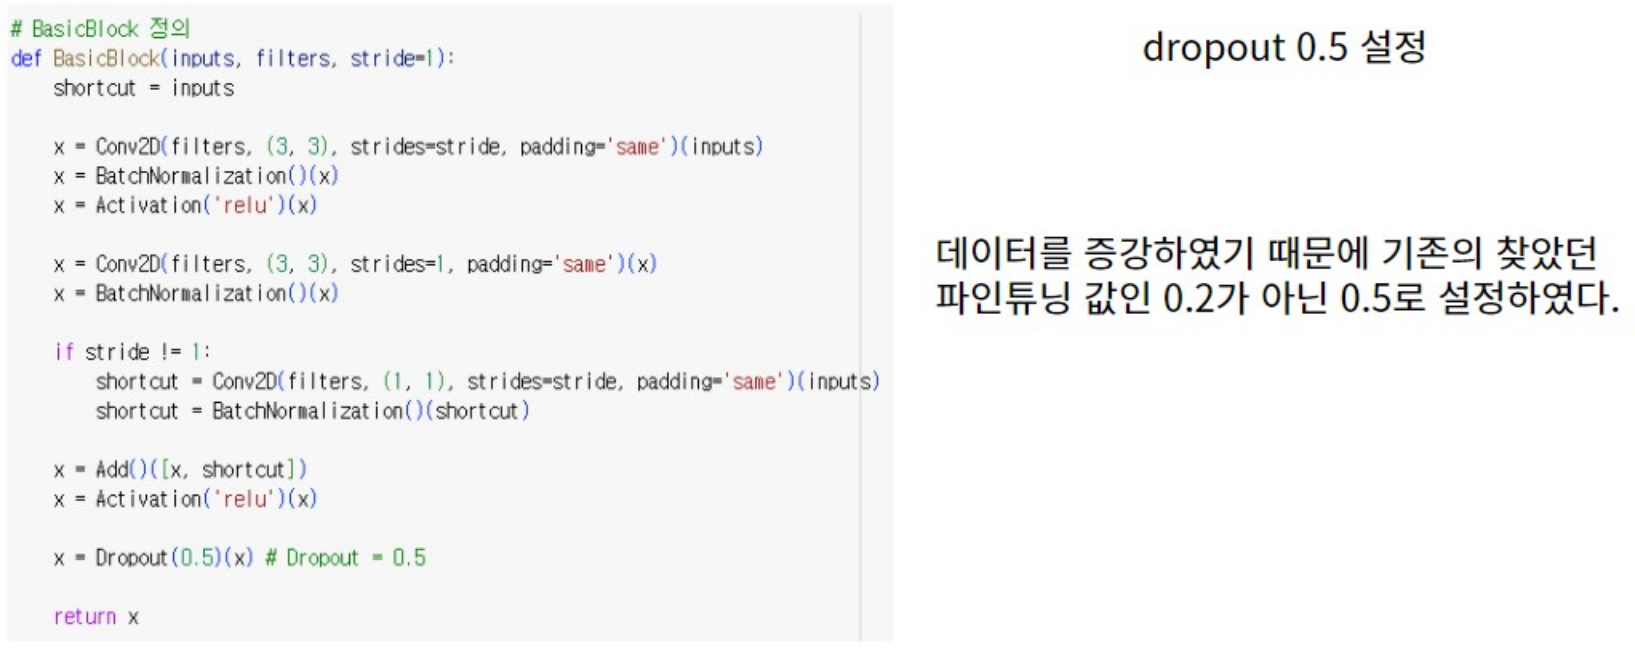 # BasicBlock 정의
def BasicBlock(inputs, filters, stride=1):
    shortcut = inputs

    x = Conv2D(filters, (3, 3), strides=stride, padding='same')(inputs)
    x = BatchNormalization()(x)
    x = Activation('relu')(x)

    x = Conv2D(filters, (3, 3), strides=1, padding='same')(x)
    x = BatchNormalization()(x)

    if stride != 1:
        shortcut = Conv2D(filters, (1, 1), strides=stride, padding='same')(inputs)
        shortcut = BatchNormalization()(shortcut)

    x = Add()([x, shortcut])
    x = Activation('relu')(x)

    x = Dropout(0.5)(x) # Dropout = 0.5

    return x
dropout 0.5 설정
데이터를 증강하였기 때문에 기존의 찾았던
파인튜닝 값인 0.2가 아닌 0.5로 설정하였다.